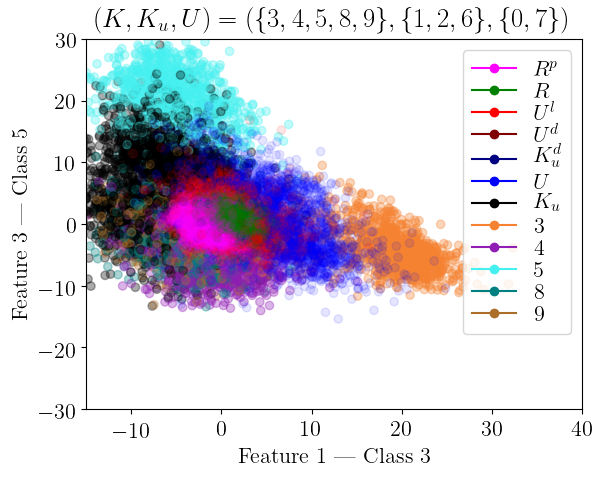 (K, K_u, U) = ({3, 4, 5, 8, 9}, {1, 2, 6}, {0, 7})
30
20
10
0
−10
−20
−30
Feature 3 — Class 5
R^p
R
U^l
U^d
K_u^d
U
K_u
3
4
5
8
9
−10
0
10
20
30
40
Feature 1 — Class 3